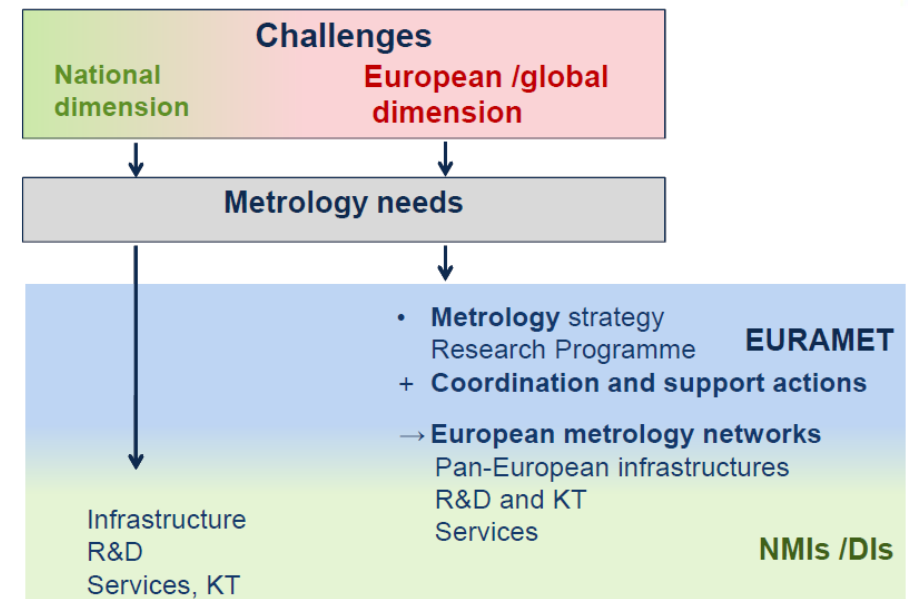 Challenges
National
dimension
European /global
dimension
Metrology needs
• Metrology strategy
Research Programme
EURAMET
+ Coordination and support actions
→ European metrology networks
Pan-European infrastructures
R&D and KT
Services
Infrastructure
R&D
Services, KT
NMIs /DIs